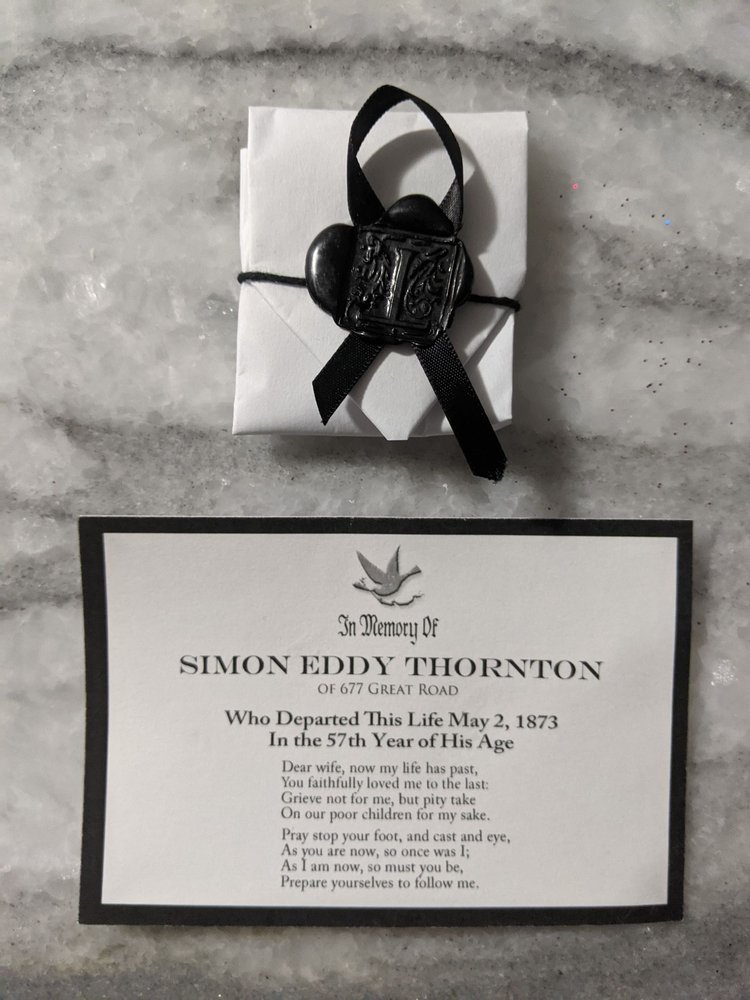 I
In Memory Of
SIMON EDDY THORNTON
OF 677 GREAT ROAD
Who Departed This Life May 2, 1873
In the 57th Year of His Age
Dear wife, now my life has past,
You faithfully loved me to the last:
Grieve not for me, but pity take
On our poor children for my sake.
Pray stop your foot, and cast and eye,
As you are now, so once was I;
As I am now, so must you be,
Prepare yourselves to follow me.